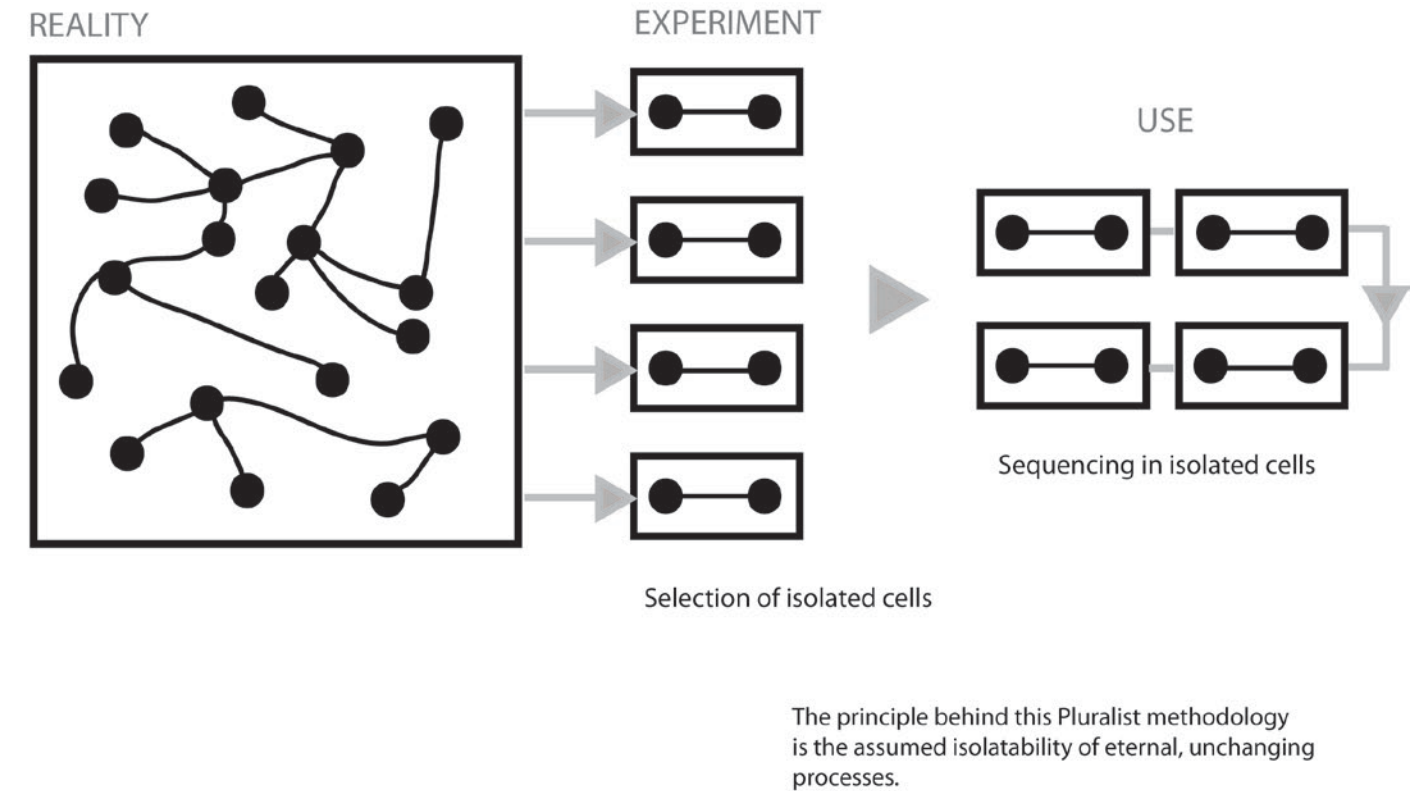 REALITY
EXPERIMENT
USE
Sequencing in isolated cells
Selection of isolated cells
The principle behind this Pluralist methodology
is the assumed isolatability of eternal, unchanging
processes.